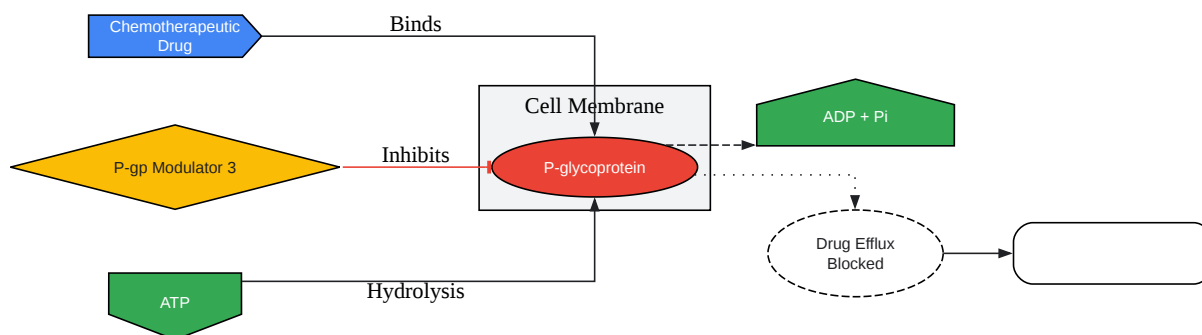 Chemotherapeutic
Drug
Binds
Cell Membrane
ADP + Pi
P-gp Modulator 3
Inhibits
P-glycoprotein
Drug Efflux
Blocked
ATP
Hydrolysis